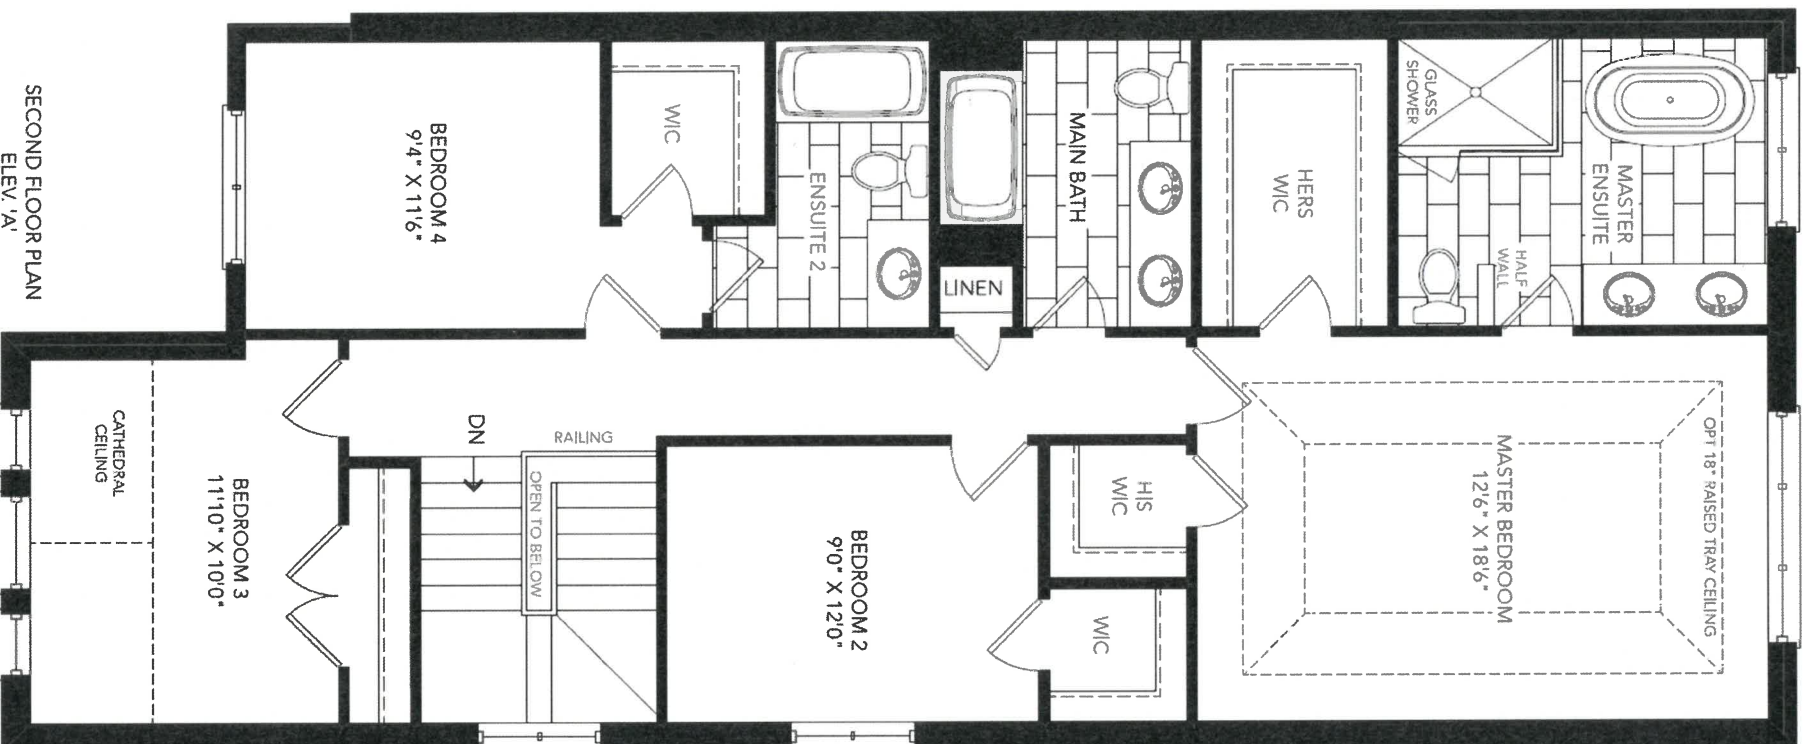 SECOND FLOOR PLAN
ELEV. 'A'
BEDROOM 4
9'4" X 11'6"
WIC
ENSUITE 2
LINEN
MAIN BATH
HERS
WIC
GLASS
SHOWER
MASTER
ENSUITE
HALF
WALL
CATHEDRAL
CEILING
BEDROOM 3
11'10" X 10'0"
DN
RAILING
OPEN TO BELOW
BEDROOM 2
9'0" X 12'0"
HIS
WIC
WIC
MASTER BEDROOM
12'6" X 18'6"
OPT 18" RAISED TRAY CEILING